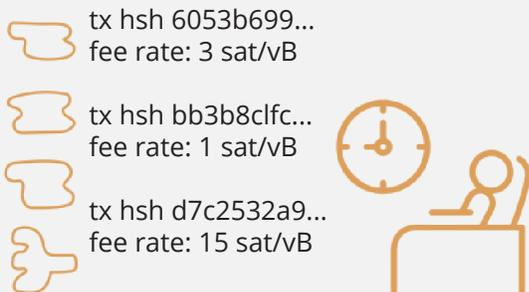 tx hsh 6053b699...
fee rate: 3 sat/vB
tx hsh bb3b8clfc...
fee rate: 1 sat/vB
tx hsh d7c2532a9...
fee rate: 15 sat/vB